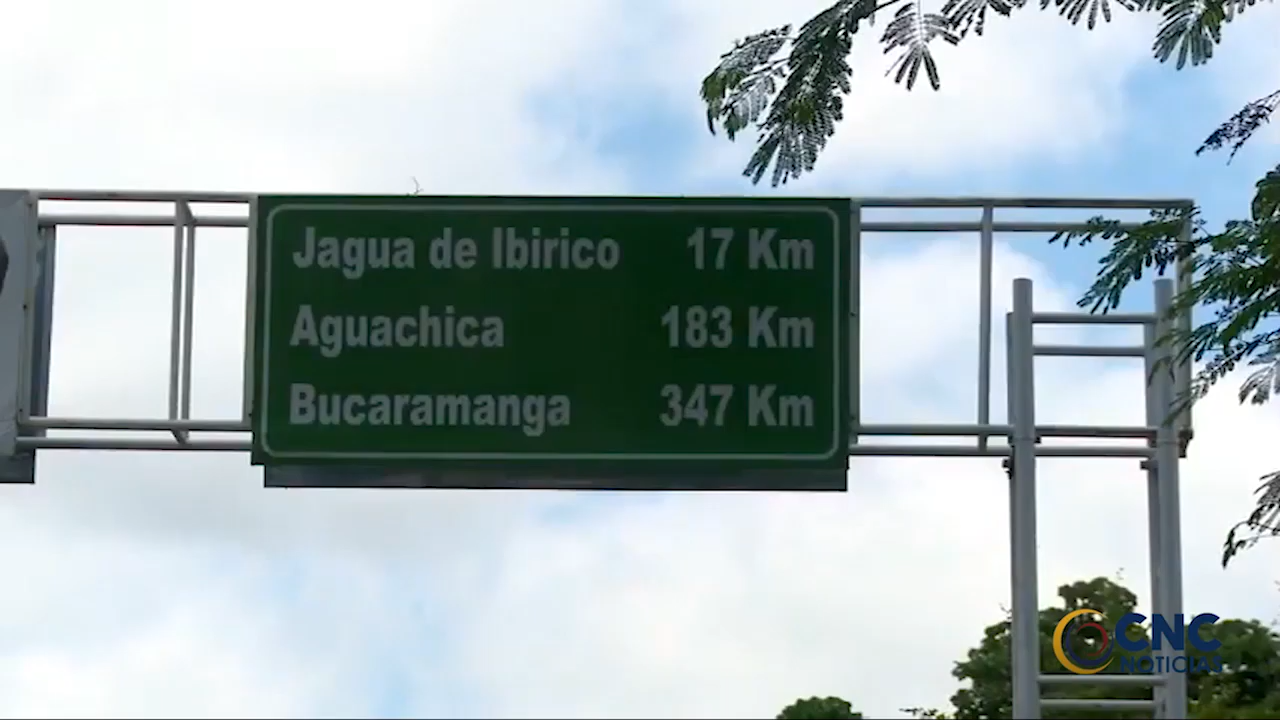 Jagua de Ibirico 17 Km
Aguachica 183 Km
Bucaramanga 347 Km
CNC
NOTICIAS